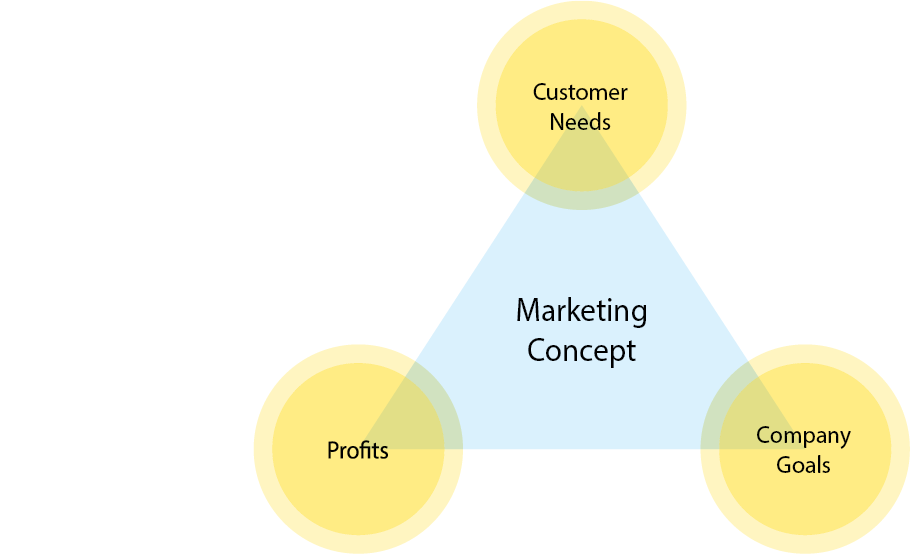 Customer
Needs
Marketing
Concept
Profits
Company
Goals